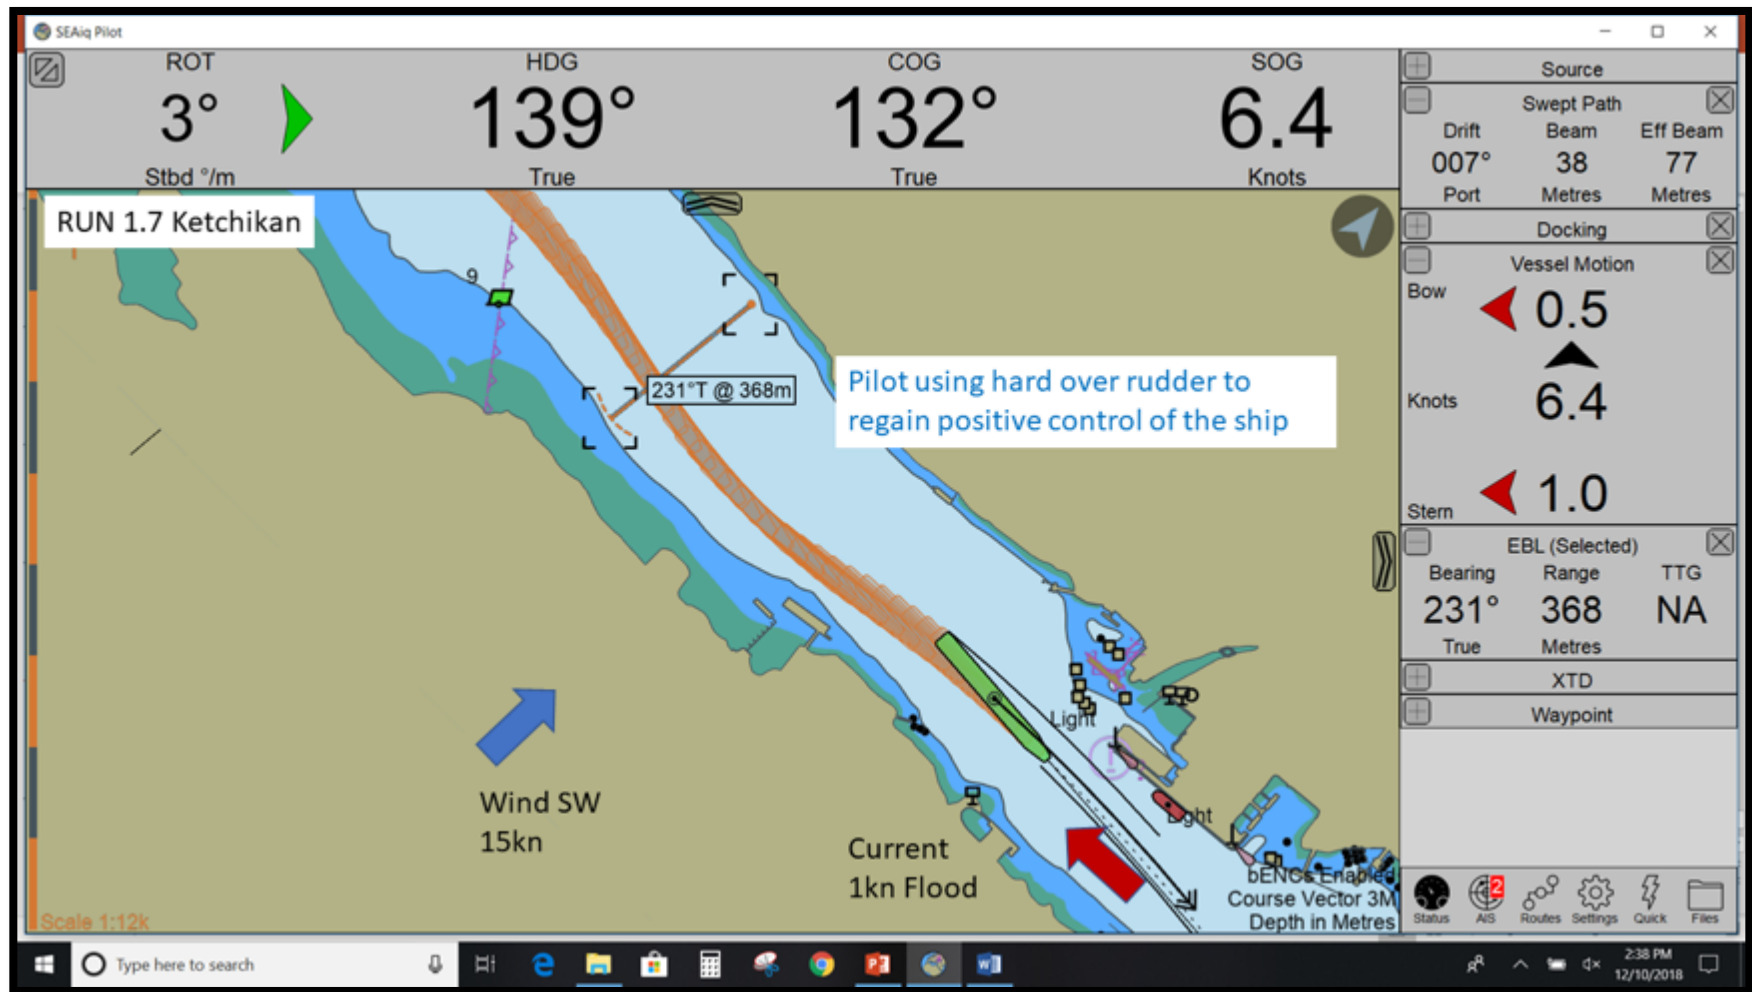 SEAiq Pilot
ROT
3°
Stbd °/m
HDG
139°
True
COG
132°
True
SOG
6.4
Knots
RUN 1.7 Ketchikan
9
231°T @ 368m
Pilot using hard over rudder to
regain positive control of the ship
Light
Light
Wind SW
15kn
Current
1kn Flood
bENCs Enabled
Course Vector 3M
Depth in Metres
Scale 1:12k
Source
Swept Path
Drift Beam Eff Beam
007° 38 77
Port Metres Metres
Docking
Vessel Motion
Bow 0.5
Knots 6.4
Stern 1.0
EBL (Selected)
Bearing Range TTG
231° 368 NA
True Metres
XTD
Waypoint
2
Status AIS Routes Settings Quick Files
Type here to search
2:38 PM
12/10/2018